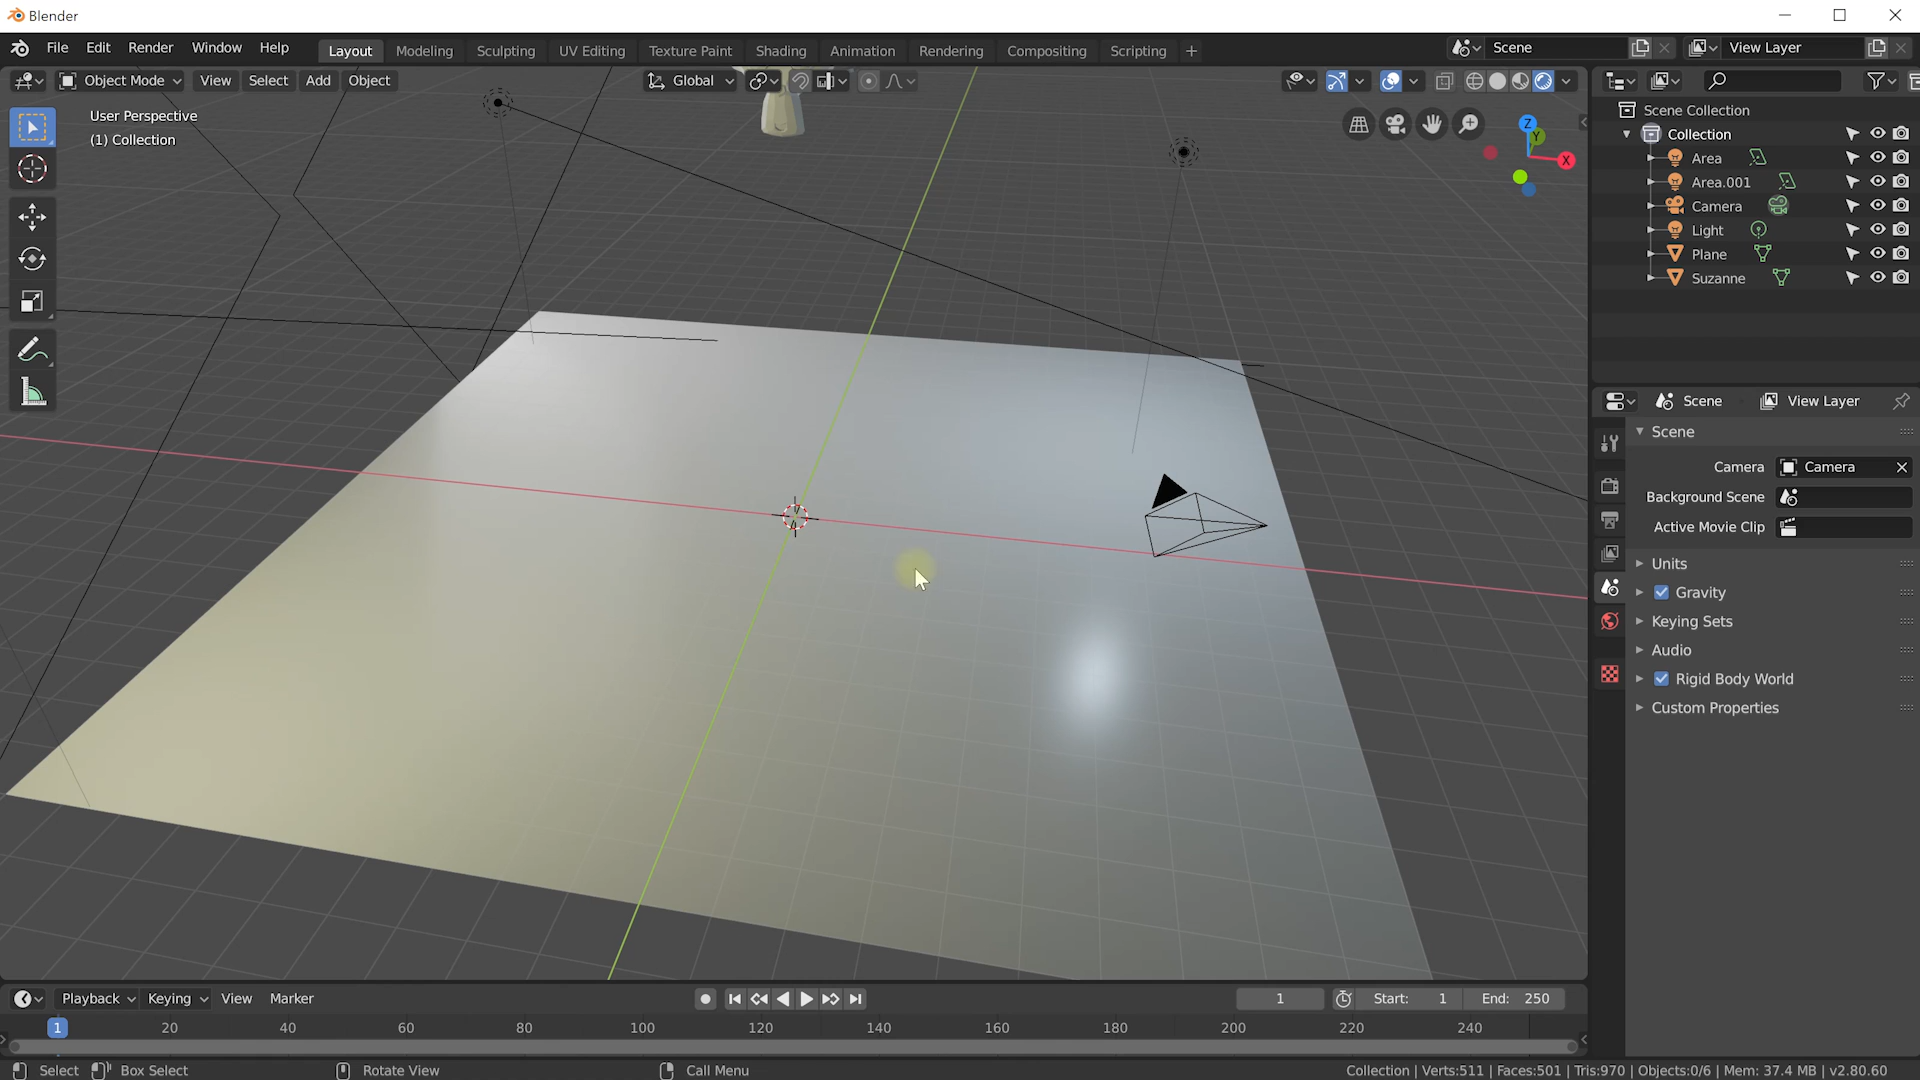 Blender
File Edit Render Window Help Layout Modeling Sculpting UV Editing Texture Paint Shading Animation Rendering Compositing Scripting + Scene View Layer
Object Mode View Select Add Object Global
User Perspective
(1) Collection
Z
Y
X
Scene Collection
Collection
Area
Area.001
Camera
Light
Plane
Suzanne
Scene View Layer
Scene
Camera Camera
Background Scene
Active Movie Clip
Units
Gravity
Keying Sets
Audio
Rigid Body World
Custom Properties
Playback Keying View Marker 1 Start: 1 End: 250
1 20 40 60 80 100 120 140 160 180 200 220 240
Select Box Select Rotate View Call Menu Collection | Verts:511 | Faces:501 | Tris:970 | Objects:0/6 | Mem: 37.4 MB | v2.80.60